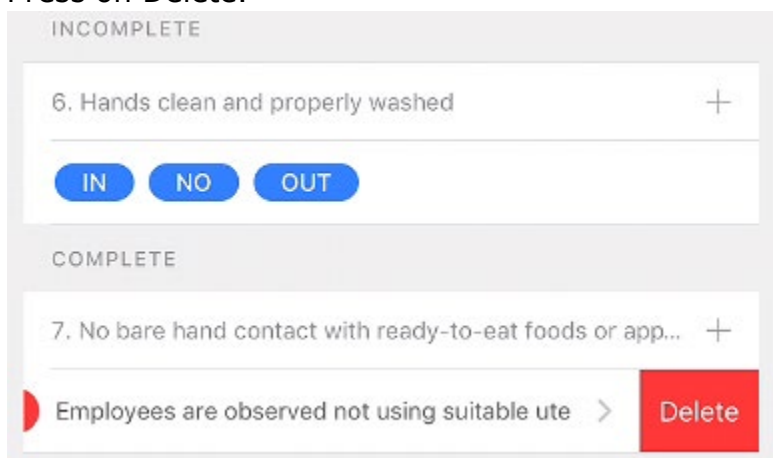 Press on Delete.
INCOMPLETE
6. Hands clean and properly washed +
IN NO OUT
COMPLETE
7. No bare hand contact with ready-to-eat foods or app... +
Employees are observed not using suitable ute > Delete